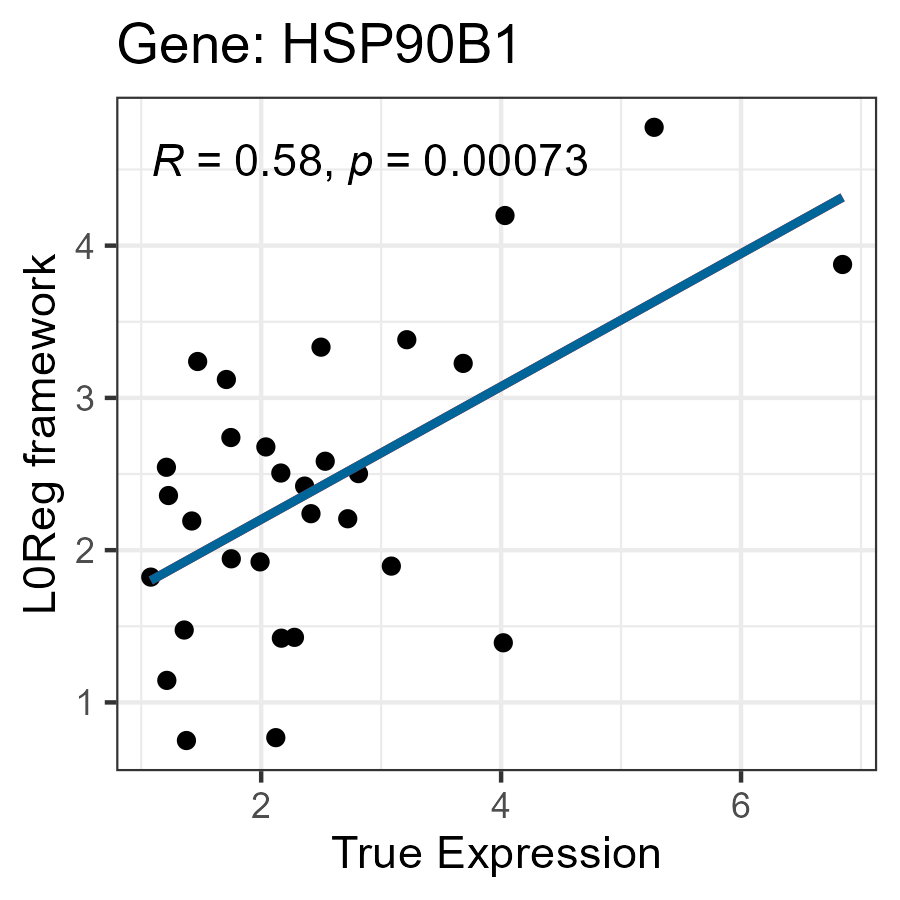 Gene: HSP90B1
R = 0.58, p = 0.00073
L0Reg framework
4
3
2
1
2
4
6
True Expression